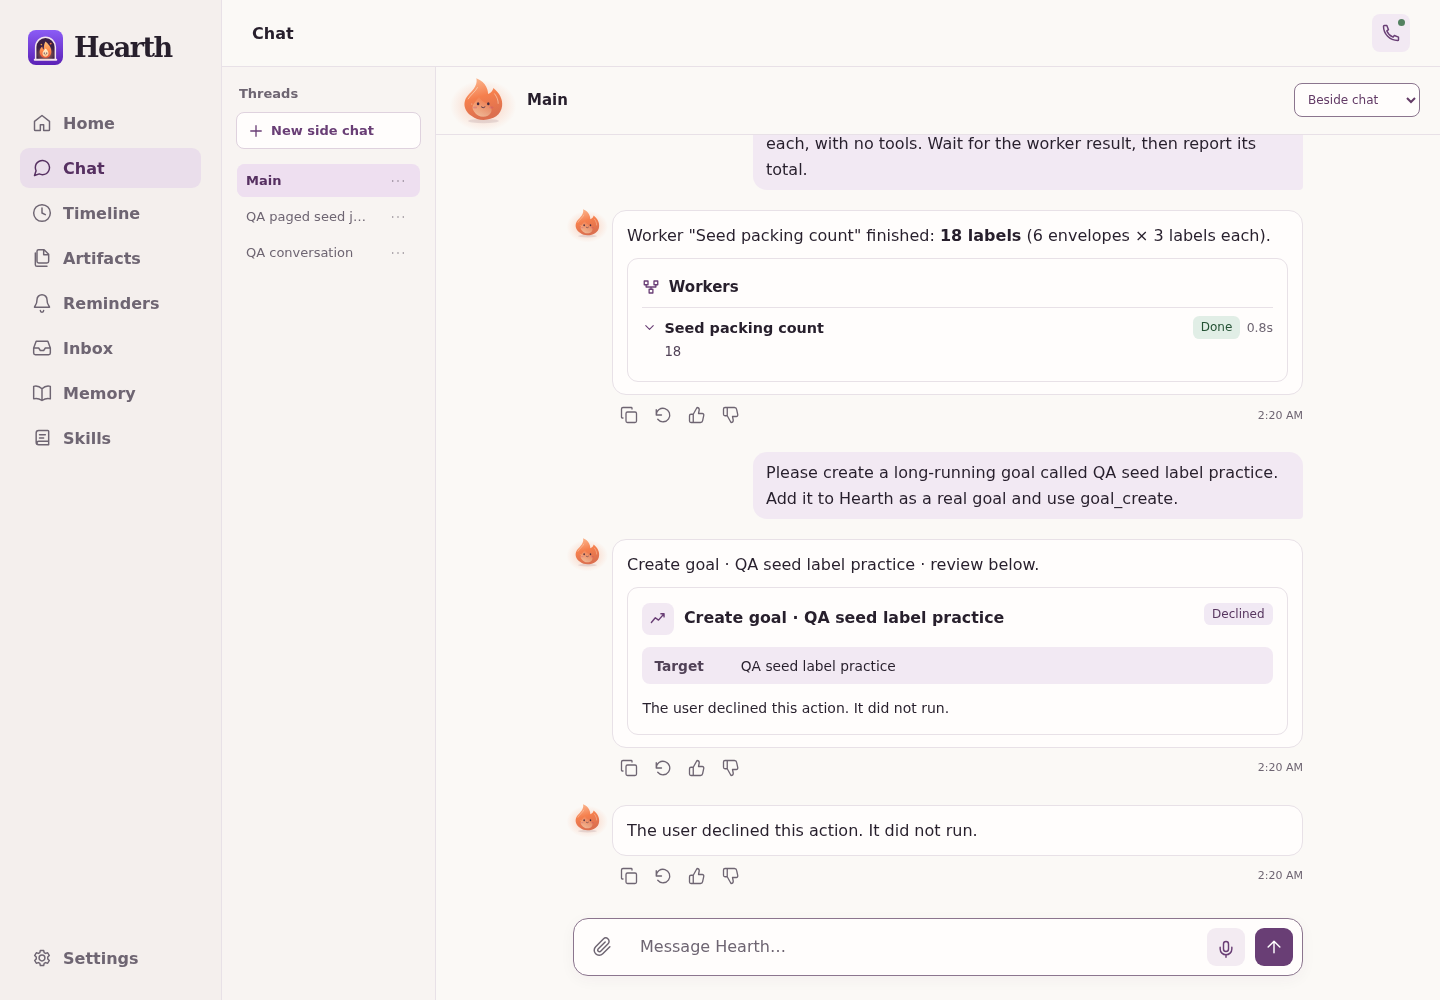 Hearth
Home
Chat
Timeline
Artifacts
Reminders
Inbox
Memory
Skills
Settings
Chat
Threads
New side chat
Main
QA paged seed j…
QA conversation
Main
Beside chat
each, with no tools. Wait for the worker result, then report its
total.
Worker "Seed packing count" finished: 18 labels (6 envelopes × 3 labels each).
Workers
Seed packing count
Done 0.8s
18
2:20 AM
Please create a long-running goal called QA seed label practice.
Add it to Hearth as a real goal and use goal_create.
Create goal · QA seed label practice · review below.
Create goal · QA seed label practice
Declined
Target QA seed label practice
The user declined this action. It did not run.
2:20 AM
The user declined this action. It did not run.
2:20 AM
Message Hearth…